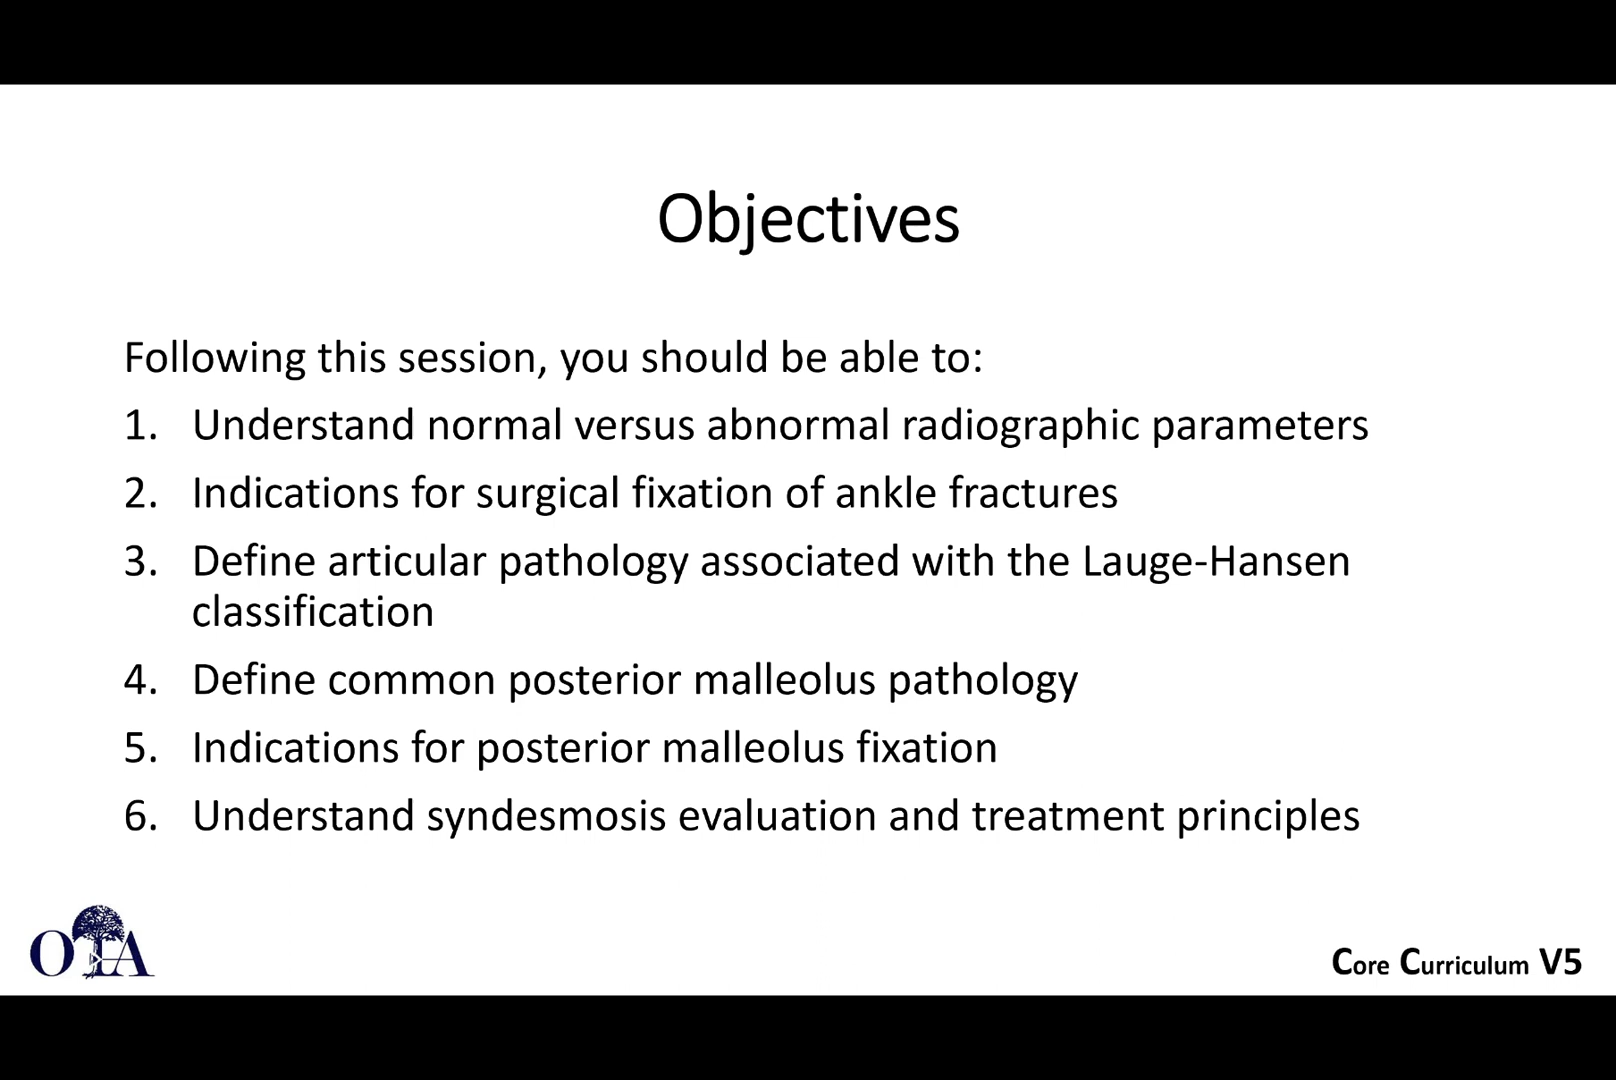 Objectives
Following this session, you should be able to:
1. Understand normal versus abnormal radiographic parameters
2. Indications for surgical fixation of ankle fractures
3. Define articular pathology associated with the Lauge-Hansen
classification
4. Define common posterior malleolus pathology
5. Indications for posterior malleolus fixation
6. Understand syndesmosis evaluation and treatment principles
OTA
Core Curriculum V5